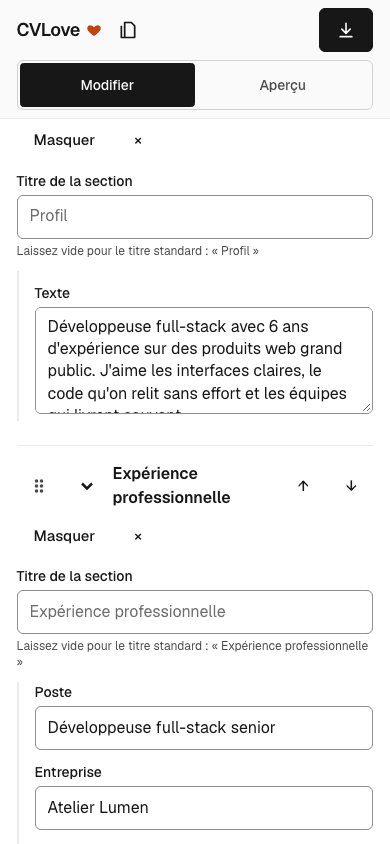 CVLove
Modifier
Aperçu
Masquer ×
Titre de la section
Profil
Laissez vide pour le titre standard : « Profil »
Texte
Développeuse full-stack avec 6 ans
d'expérience sur des produits web grand
public. J'aime les interfaces claires, le
code qu'on relit sans effort et les équipes
qui livrent souvent.
Expérience
professionnelle
Masquer ×
Titre de la section
Expérience professionnelle
Laissez vide pour le titre standard : « Expérience professionnelle
»
Poste
Développeuse full-stack senior
Entreprise
Atelier Lumen